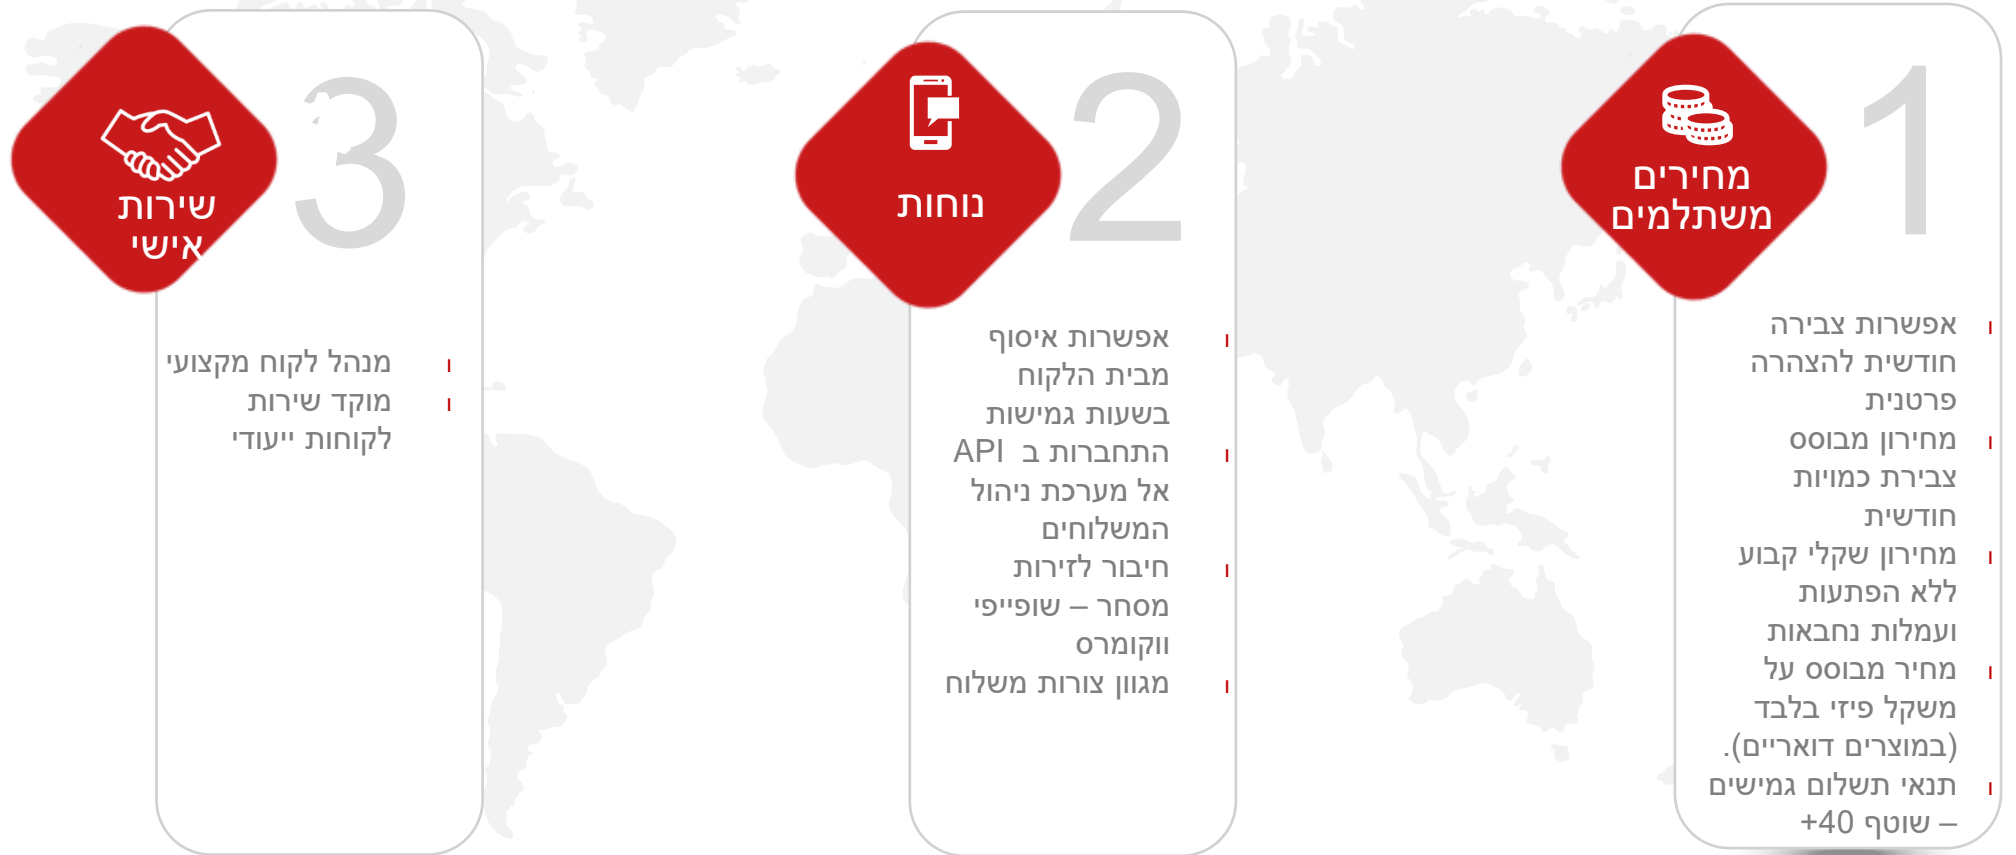 1
מחירים
משתלמים
אפשרות צבירה
חודשית להצהרה
פרטנית
מחירון מבוסס
צבירת כמויות
חודשית
מחירון שקלי קבוע
ללא הפתעות
ועמלות נחבאות
מחיר מבוסס על
משקל פיזי בלבד
(במוצרים דואריים).
תנאי תשלום גמישים
– שוטף 40+
2
נוחות
אפשרות איסוף
מבית הלקוח
בשעות גמישות
התחברות ב API
אל מערכת ניהול
המשלוחים
חיבור לזירות
מסחר – שופייפי
ווקומרס
מגוון צורות משלוח
3
שירות
אישי
מנהל לקוח מקצועי
מוקד שירות
לקוחות ייעודי